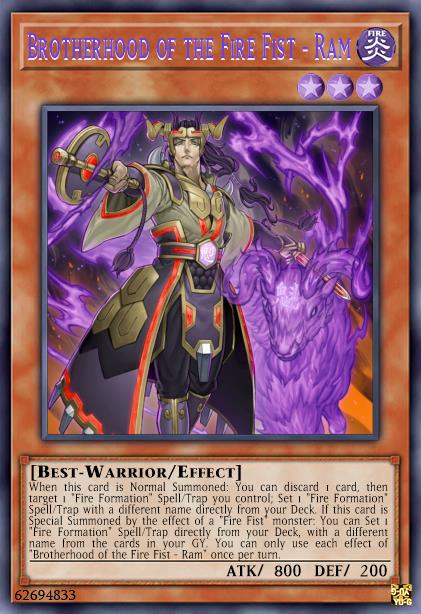 Brotherhood of the Fire Fist - Ram
FIRE
炎
[Best-Warrior/Effect]
When this card is Normal Summoned: You can discard 1 card, then
target 1 "Fire Formation" Spell/Trap you control; Set 1 "Fire Formation"
Spell/Trap with a different name directly from your Deck. If this card is
Special Summoned by the effect of a "Fire Fist" monster: You can Set 1
"Fire Formation" Spell/Trap directly from your Deck, with a different
name from the cards in your GY. You can only use each effect of
"Brotherhood of the Fire Fist - Ram" once per turn.
ATK/ 800 DEF/ 200
62694833